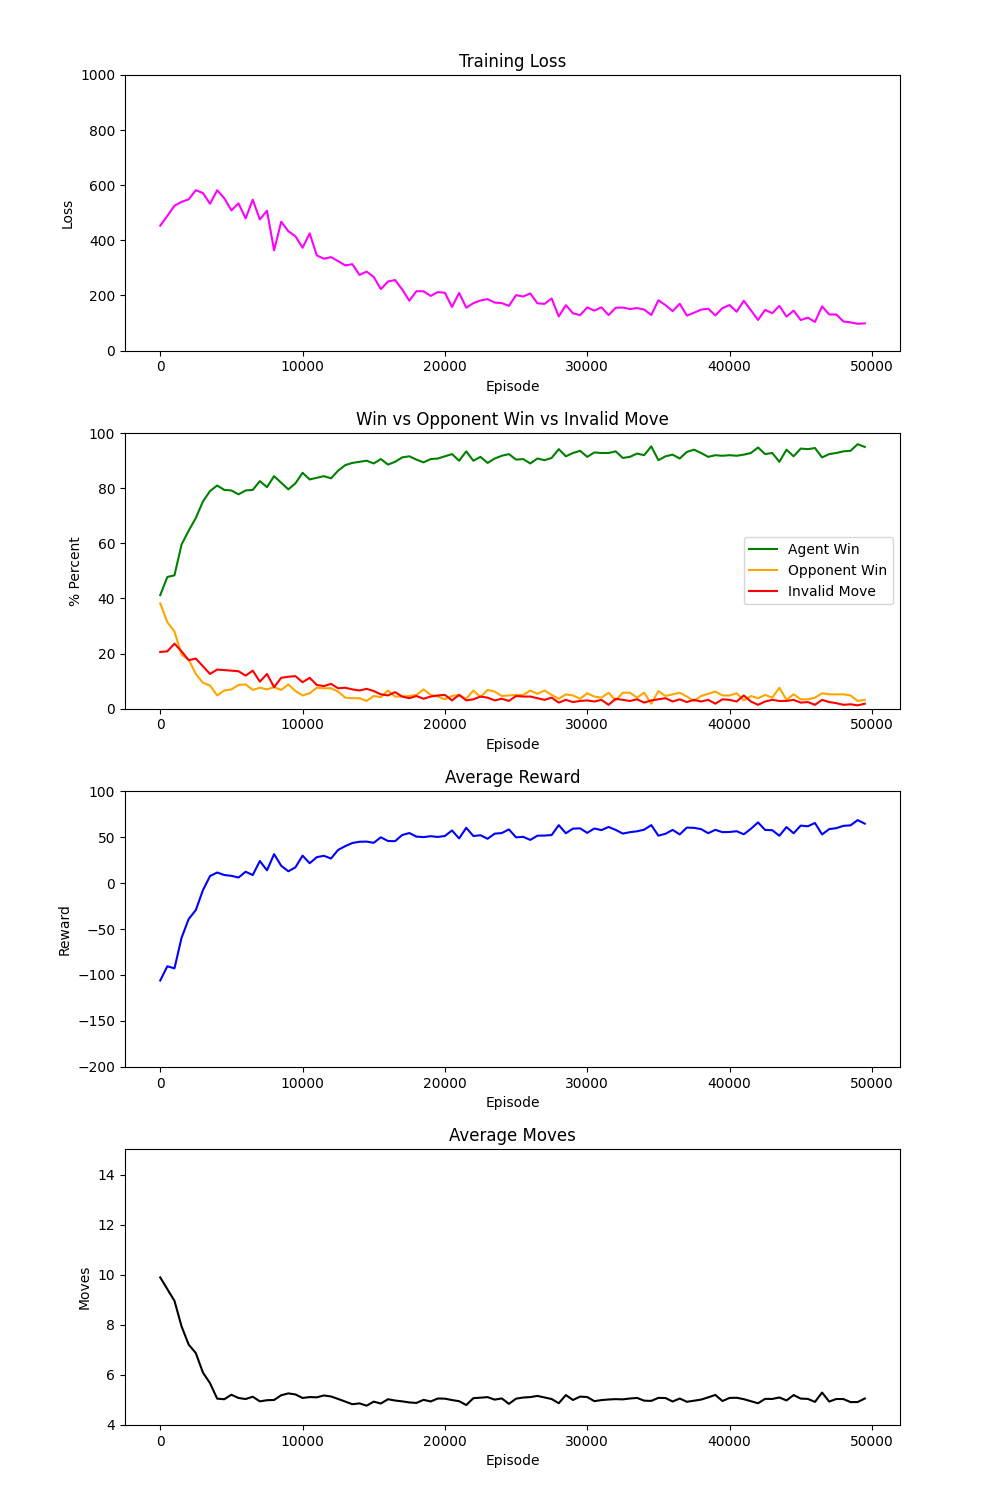 Training Loss
1000
800
600
400
200
0
Loss
0 10000 20000 30000 40000 50000
Episode
Win vs Opponent Win vs Invalid Move
100
80
60
40
20
0
% Percent
Agent Win
Opponent Win
Invalid Move
0 10000 20000 30000 40000 50000
Episode
Average Reward
100
50
0
−50
−100
−150
−200
Reward
0 10000 20000 30000 40000 50000
Episode
Average Moves
14
12
10
8
6
4
Moves
0 10000 20000 30000 40000 50000
Episode